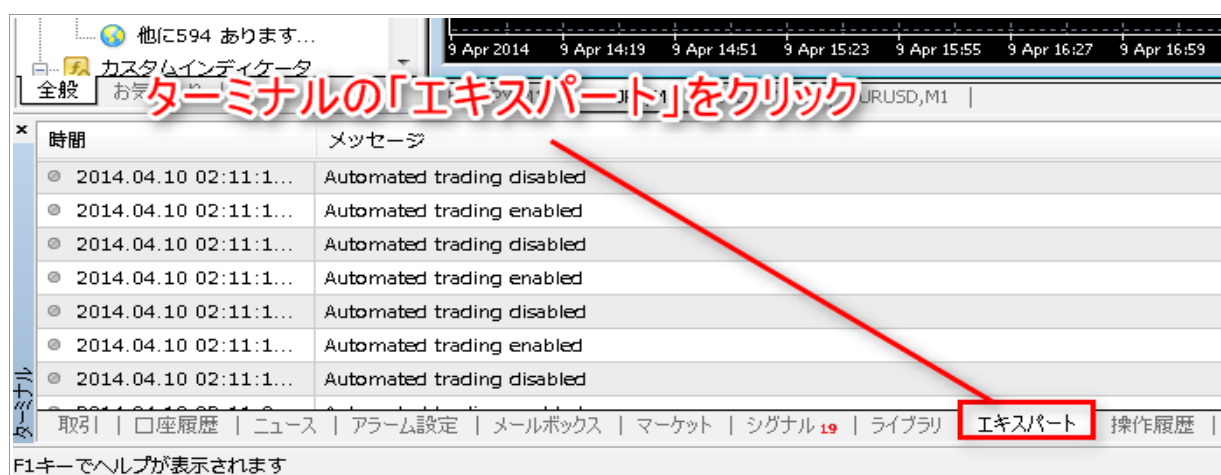 他に594 あります...
カスタムインディケータ
9 Apr 2014 9 Apr 14:19 9 Apr 14:51 9 Apr 15:23 9 Apr 15:55 9 Apr 16:27 9 Apr 16:59
全般 お気
URUSD,M1
ターミナルの「エキスパート」をクリック
時間 メッセージ
2014.04.10 02:11:1... Automated trading disabled
2014.04.10 02:11:1... Automated trading enabled
2014.04.10 02:11:1... Automated trading disabled
2014.04.10 02:11:1... Automated trading enabled
2014.04.10 02:11:1... Automated trading disabled
2014.04.10 02:11:1... Automated trading enabled
2014.04.10 02:11:1... Automated trading disabled
ターミナル
取引 | 口座履歴 | ニュース | アラーム設定 | メールボックス | マーケット | シグナル 19 | ライブラリ エキスパート 操作履歴 |
F1キーでヘルプが表示されます